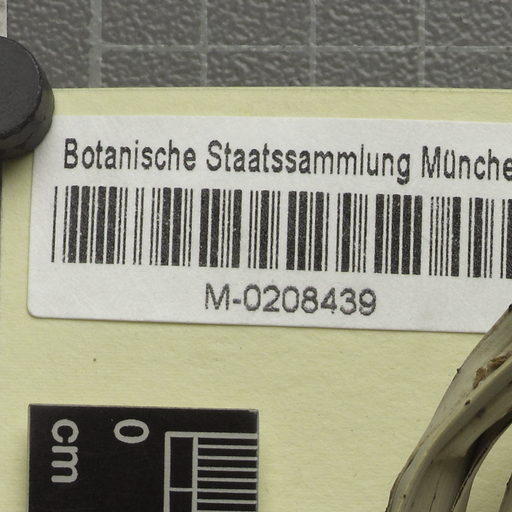 Botanische Staatssammlung Münche
M-0208439
0
cm